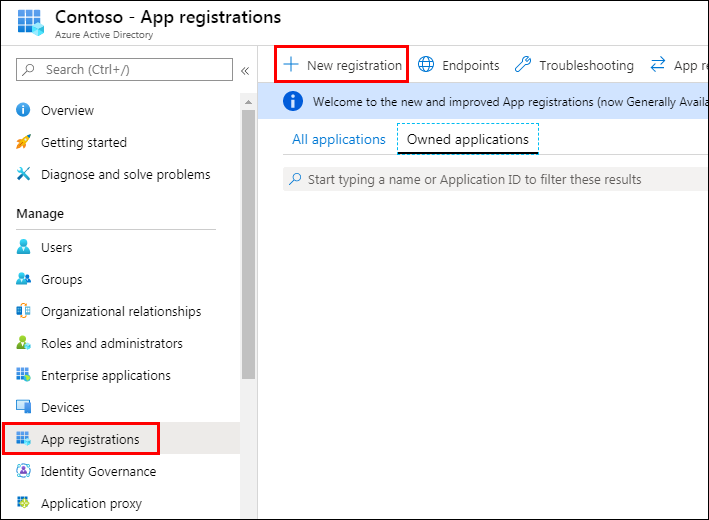 Contoso - App registrations
Azure Active Directory
Search (Ctrl+/)
Overview
Getting started
Diagnose and solve problems
Manage
Users
Groups
Organizational relationships
Roles and administrators
Enterprise applications
Devices
App registrations
Identity Governance
Application proxy
New registration Endpoints Troubleshooting App re
Welcome to the new and improved App registrations (now Generally Availa
All applications Owned applications
Start typing a name or Application ID to filter these results